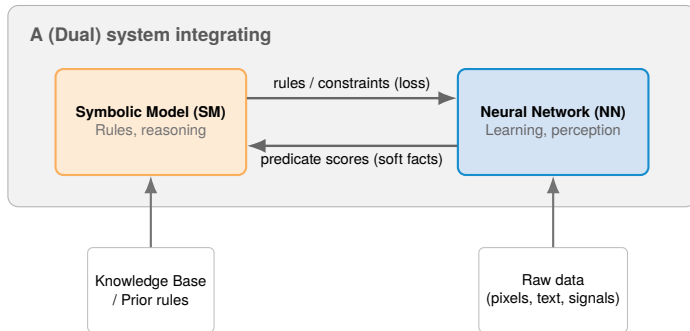 A (Dual) system integrating
rules / constraints (loss)
Symbolic Model (SM)
Rules, reasoning
Neural Network (NN)
Learning, perception
predicate scores (soft facts)
Knowledge Base
/ Prior rules
Raw data
(pixels, text, signals)